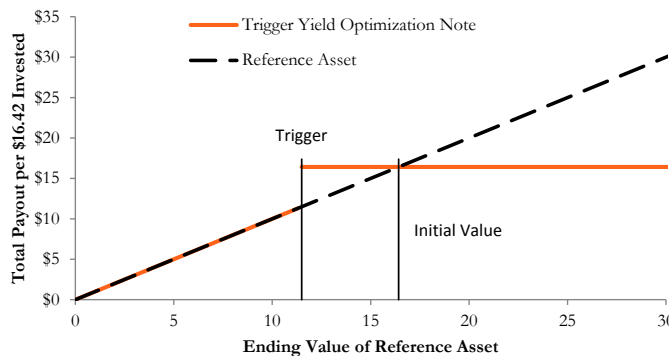 Trigger Yield Optimization Note
Reference Asset
Total Payout per $16.42 Invested
$35
$30
$25
$20
$15
$10
$5
$0
Trigger
Initial Value
0 5 10 15 20 25 30
Ending Value of Reference Asset